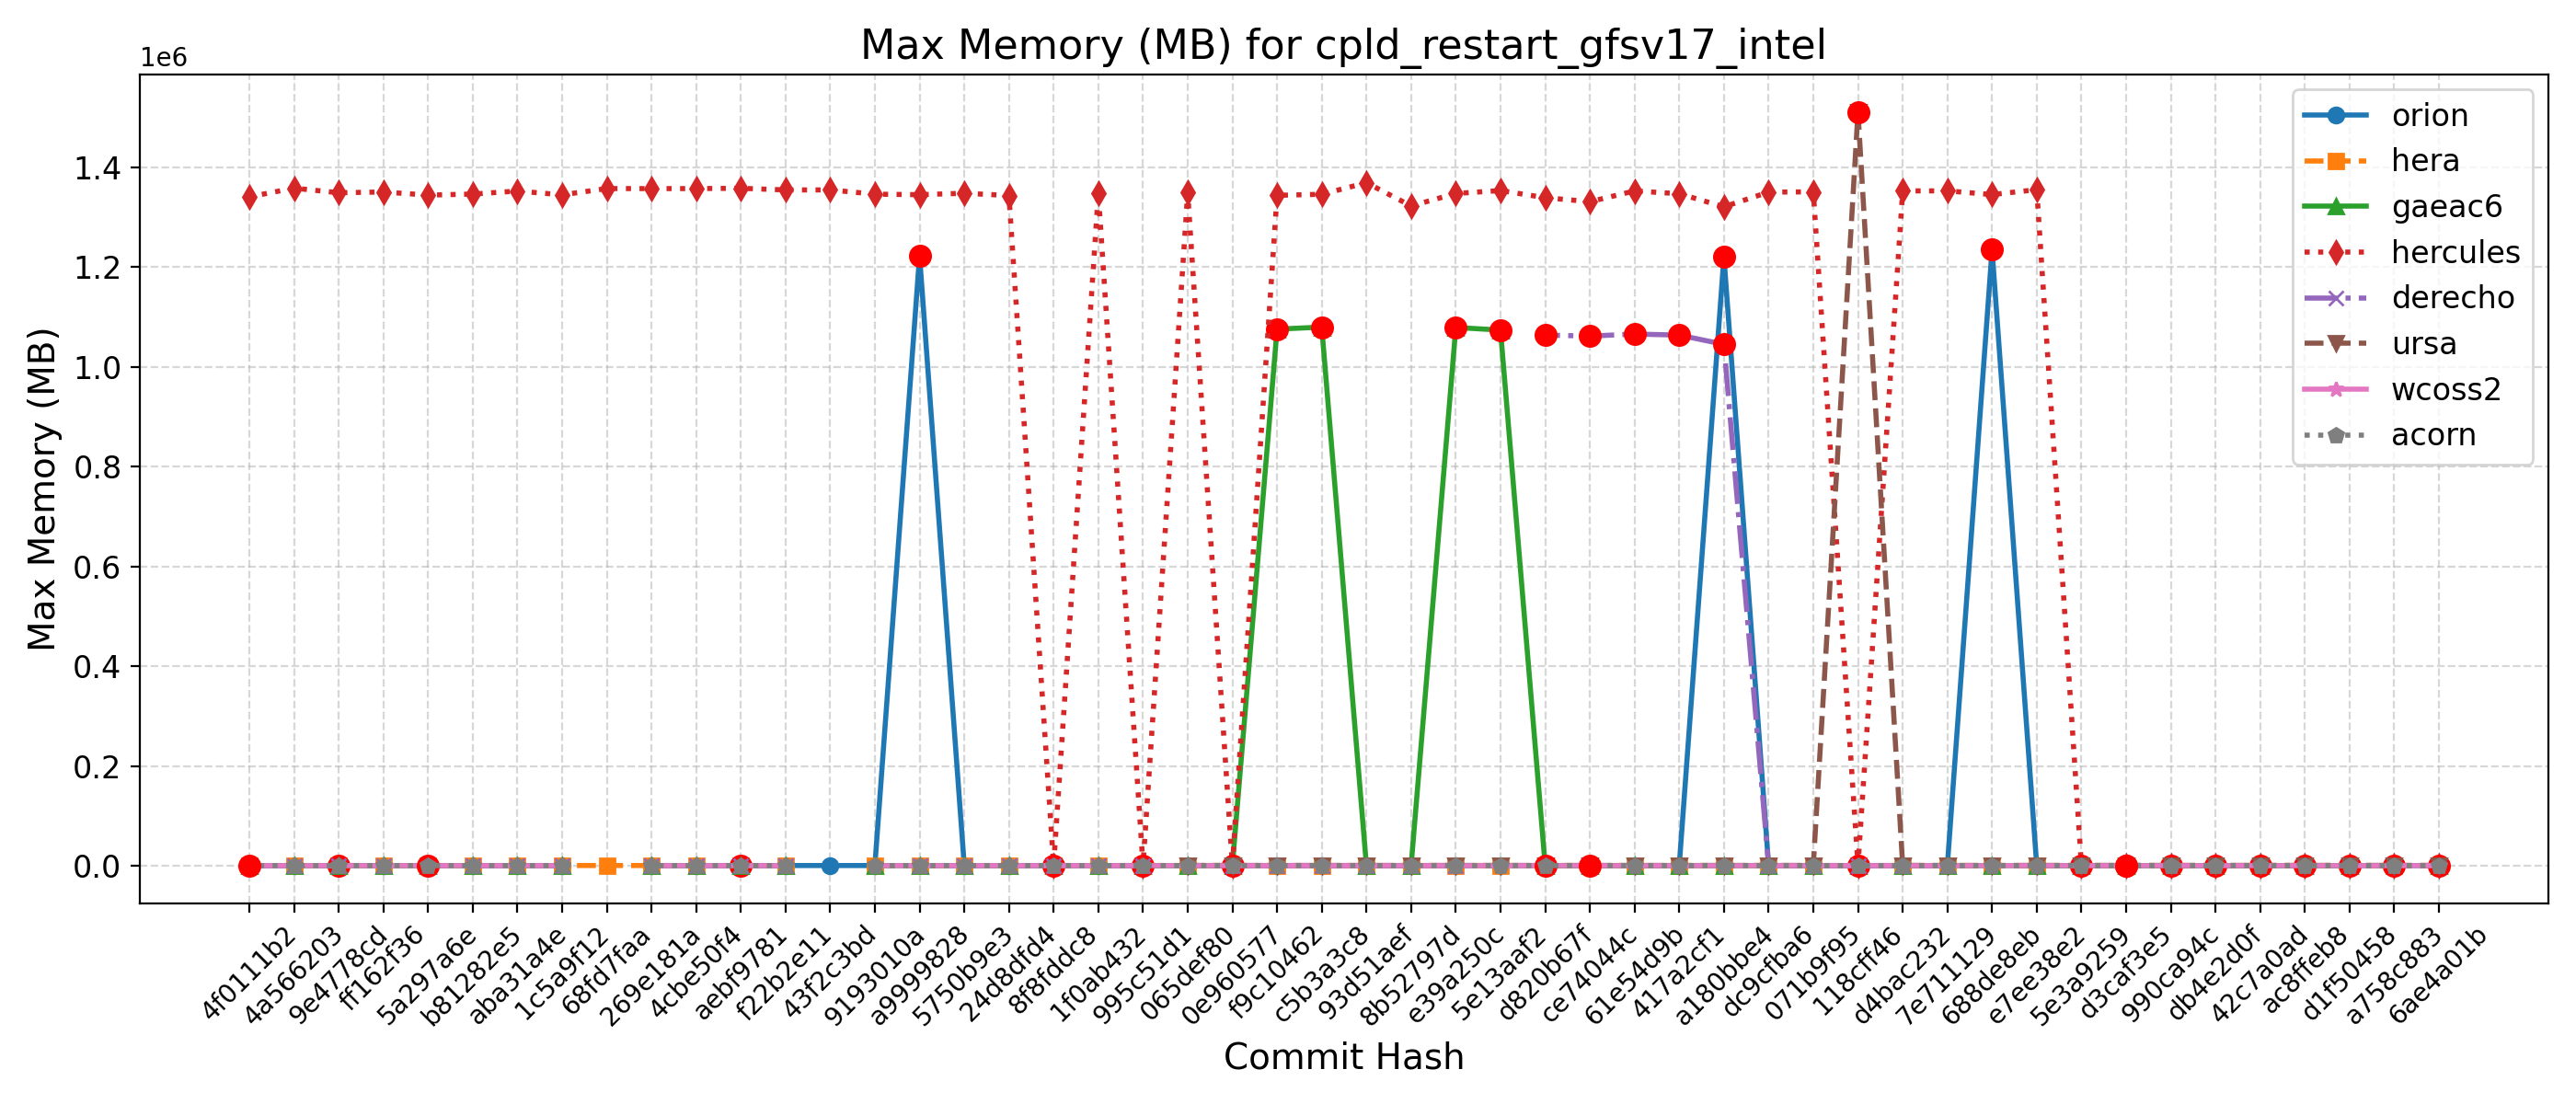 Max Memory (MB) for cpld_restart_gfsv17_intel
1e6
1.4
1.2
1.0
0.8
0.6
0.4
0.2
0.0
Max Memory (MB)
orion
hera
gaeac6
hercules
derecho
ursa
wcoss2
acorn
4f0111b2
4a566203
9e4778cd
ff162f36
5a297a6e
b81282e5
aba31a4e
1c5a9f12
68fd7faa
269e181a
4cbe50f4
aebf9781
f22b2e11
43f2c3bd
9193010a
a9999828
5750b9e3
24d8dfd4
8f8fddc8
1f0ab432
995c51d1
065def80
0e960577
f9c10462
c5b3a3c8
93d51aef
8b52797d
e39a250c
5e13aaf2
d820b67f
ce74044c
61e54d9b
417a2cf1
a180bbe4
dc9cfba6
071b9f95
118cff46
d4bac232
7e711129
688de8eb
e7ee38e2
5e3a9259
d3caf3e5
990ca94c
db4e2d0f
42c7a0ad
ac8ffeb8
d1f50458
a758c883
6ae4a01b
Commit Hash